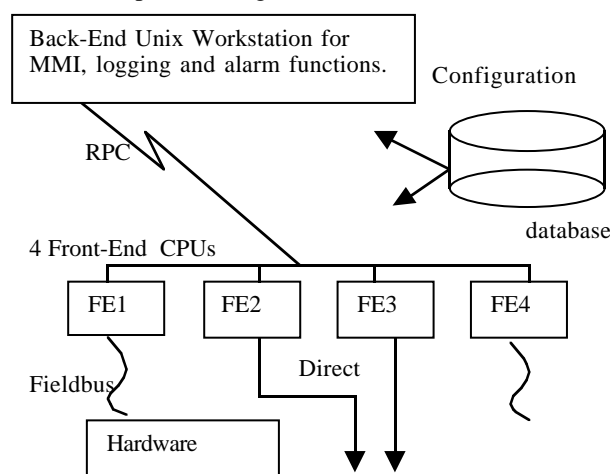 Back-End Unix Workstation for
MMI, logging and alarm functions.
Configuration
RPC
database
4 Front-End CPUs
FE1 FE2 FE3 FE4
Direct
Fieldbus
Hardware